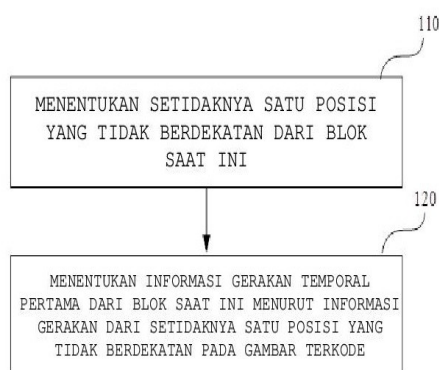 110
MENENTUKAN SETIDAKNYA SATU POSISI
YANG TIDAK BERDEKATAN DARI BLOK
SAAT INI
120
MENENTUKAN INFORMASI GERAKAN TEMPORAL
PERTAMA DARI BLOK SAAT INI MENURUT INFORMASI
GERAKAN DARI SETIDAKNYA SATU POSISI YANG
TIDAK BERDEKATAN PADA GAMBAR TERKODE